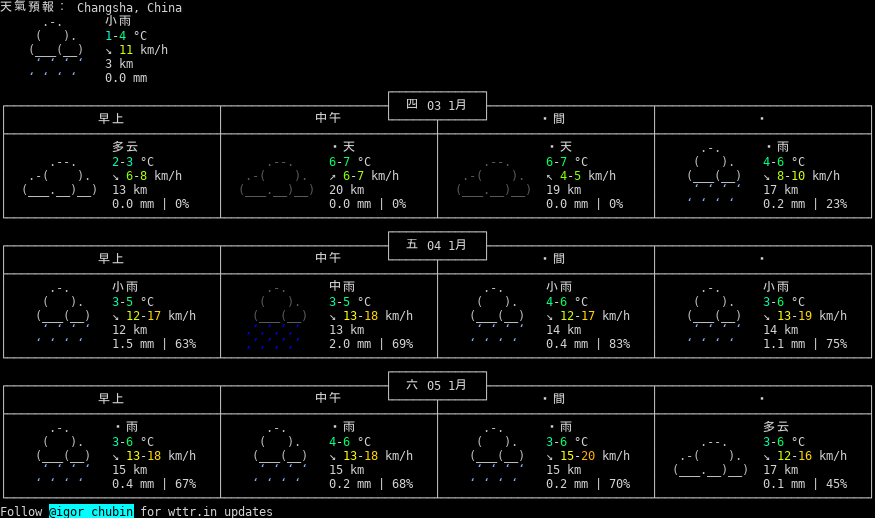 天氣預報： Changsha, China
小雨
1-4 °C
↘ 11 km/h
3 km
0.0 mm
四 03 1月
早上 中午 ・間 ・
多云 ・天 ・天 ・雨
2-3 °C 6-7 °C 6-7 °C 4-6 °C
↘ 6-8 km/h ↗ 6-7 km/h ↖ 4-5 km/h ↘ 8-10 km/h
13 km 20 km 19 km 17 km
0.0 mm | 0% 0.0 mm | 0% 0.0 mm | 0% 0.2 mm | 23%
五 04 1月
早上 中午 ・間 ・
小雨 中雨 小雨 小雨
3-5 °C 3-5 °C 4-6 °C 3-6 °C
↘ 12-17 km/h ↘ 13-18 km/h ↘ 12-17 km/h ↘ 13-19 km/h
12 km 13 km 14 km 14 km
1.5 mm | 63% 2.0 mm | 69% 0.4 mm | 83% 1.1 mm | 75%
六 05 1月
早上 中午 ・間 ・
・雨 ・雨 ・雨 多云
3-6 °C 4-6 °C 3-6 °C 3-6 °C
↘ 13-18 km/h ↘ 13-18 km/h ↘ 15-20 km/h ↘ 12-16 km/h
15 km 15 km 15 km 17 km
0.4 mm | 67% 0.2 mm | 68% 0.2 mm | 70% 0.1 mm | 45%
Follow @igor_chubin for wttr.in updates